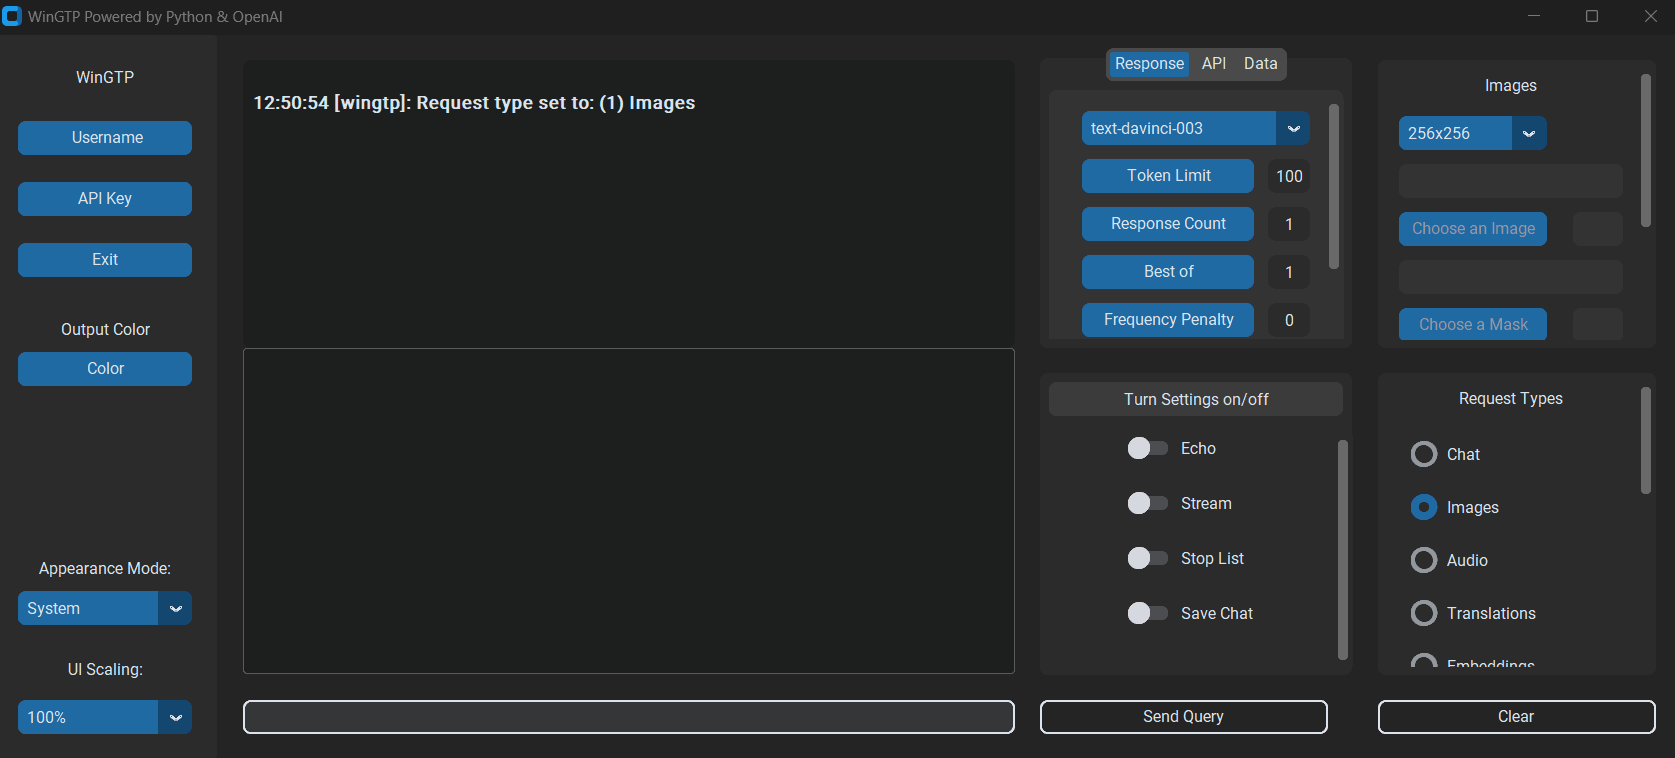 WinGTP Powered by Python & OpenAI
WinGTP
Username
API Key
Exit
Output Color
Color
Appearance Mode:
System
UI Scaling:
100%
12:50:54 [wingtp]: Request type set to: (1) Images
Response API Data
text-davinci-003
Token Limit 100
Response Count 1
Best of 1
Frequency Penalty 0
Turn Settings on/off
Echo
Stream
Stop List
Save Chat
Send Query
Images
256x256
Choose an Image
Choose a Mask
Request Types
Chat
Images
Audio
Translations
Embeddings
Clear